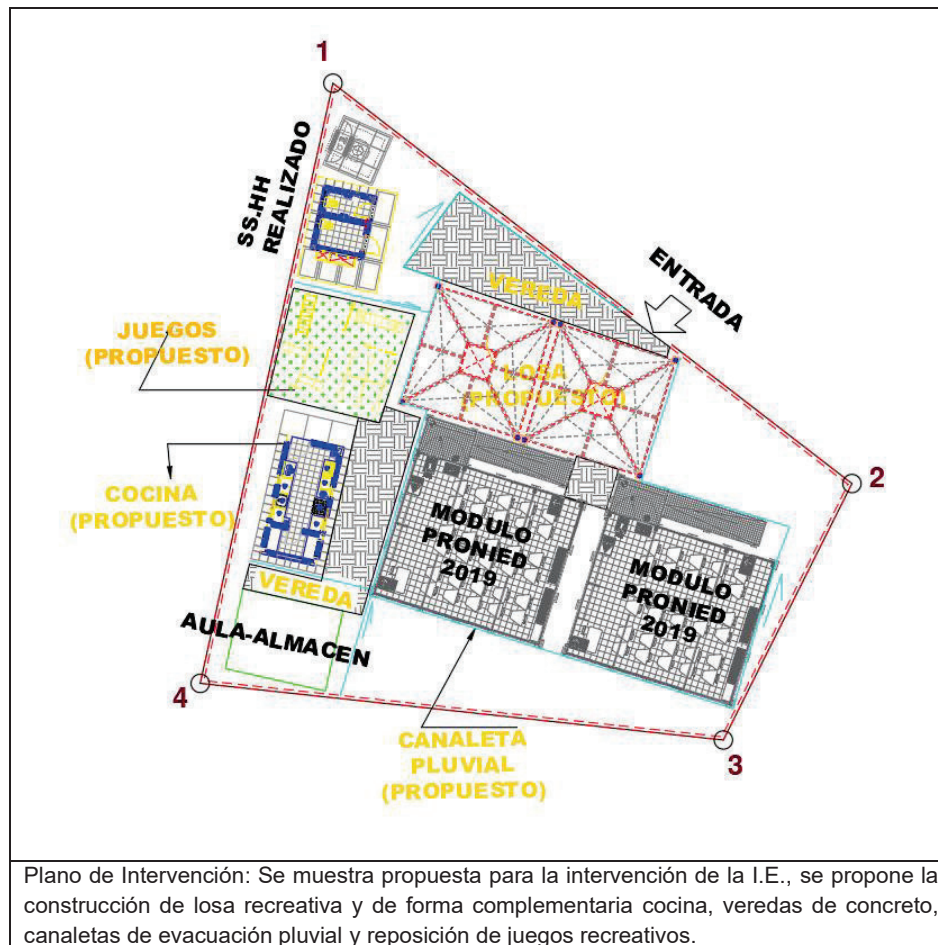 1
SS.HH
REALIZADO
ENTRADA
VEREDA
JUEGOS
(PROPUESTO)
LOSA
(PROPUESTO)
2
COCINA
(PROPUESTO)
MODULO
PRONIED
2019
MODULO
PRONIED
2019
VEREDA
AULA-ALMACEN
4
CANALETA
PLUVIAL
(PROPUESTO)
3
Plano de Intervención: Se muestra propuesta para la intervención de la I.E., se propone la
construcción de losa recreativa y de forma complementaria cocina, veredas de concreto,
canaletas de evacuación pluvial y reposición de juegos recreativos.